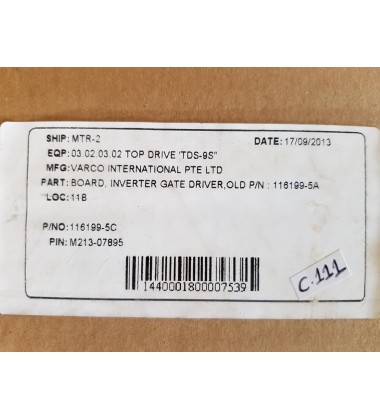 SHIP: MTR-2 DATE: 17/09/2013
EQP: 03.02.03.02 TOP DRIVE "TDS-9S"
MFG: VARCO INTERNATIONAL PTE LTD
PART: BOARD, INVERTER GATE DRIVER,OLD P/N : 116199-5A
LOC: 11B
P/NO: 116199-5C
PIN: M213-07895
1440001800007539
C-111